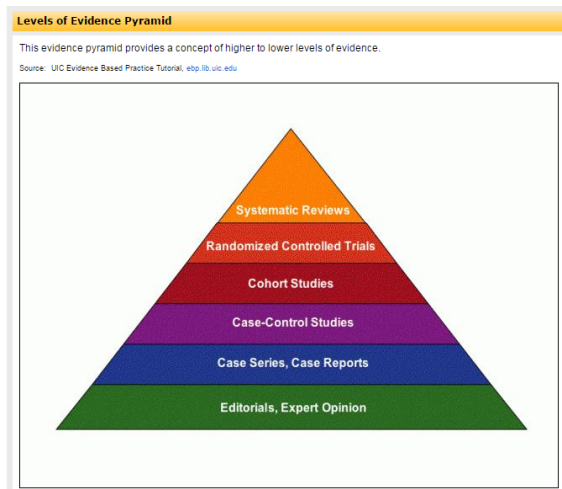 Levels of Evidence Pyramid
This evidence pyramid provides a concept of higher to lower levels of evidence.
Source: UIC Evidence Based Practice Tutorial, ebp.lib.uic.edu
Systematic Reviews
Randomized Controlled Trials
Cohort Studies
Case-Control Studies
Case Series, Case Reports
Editorials, Expert Opinion